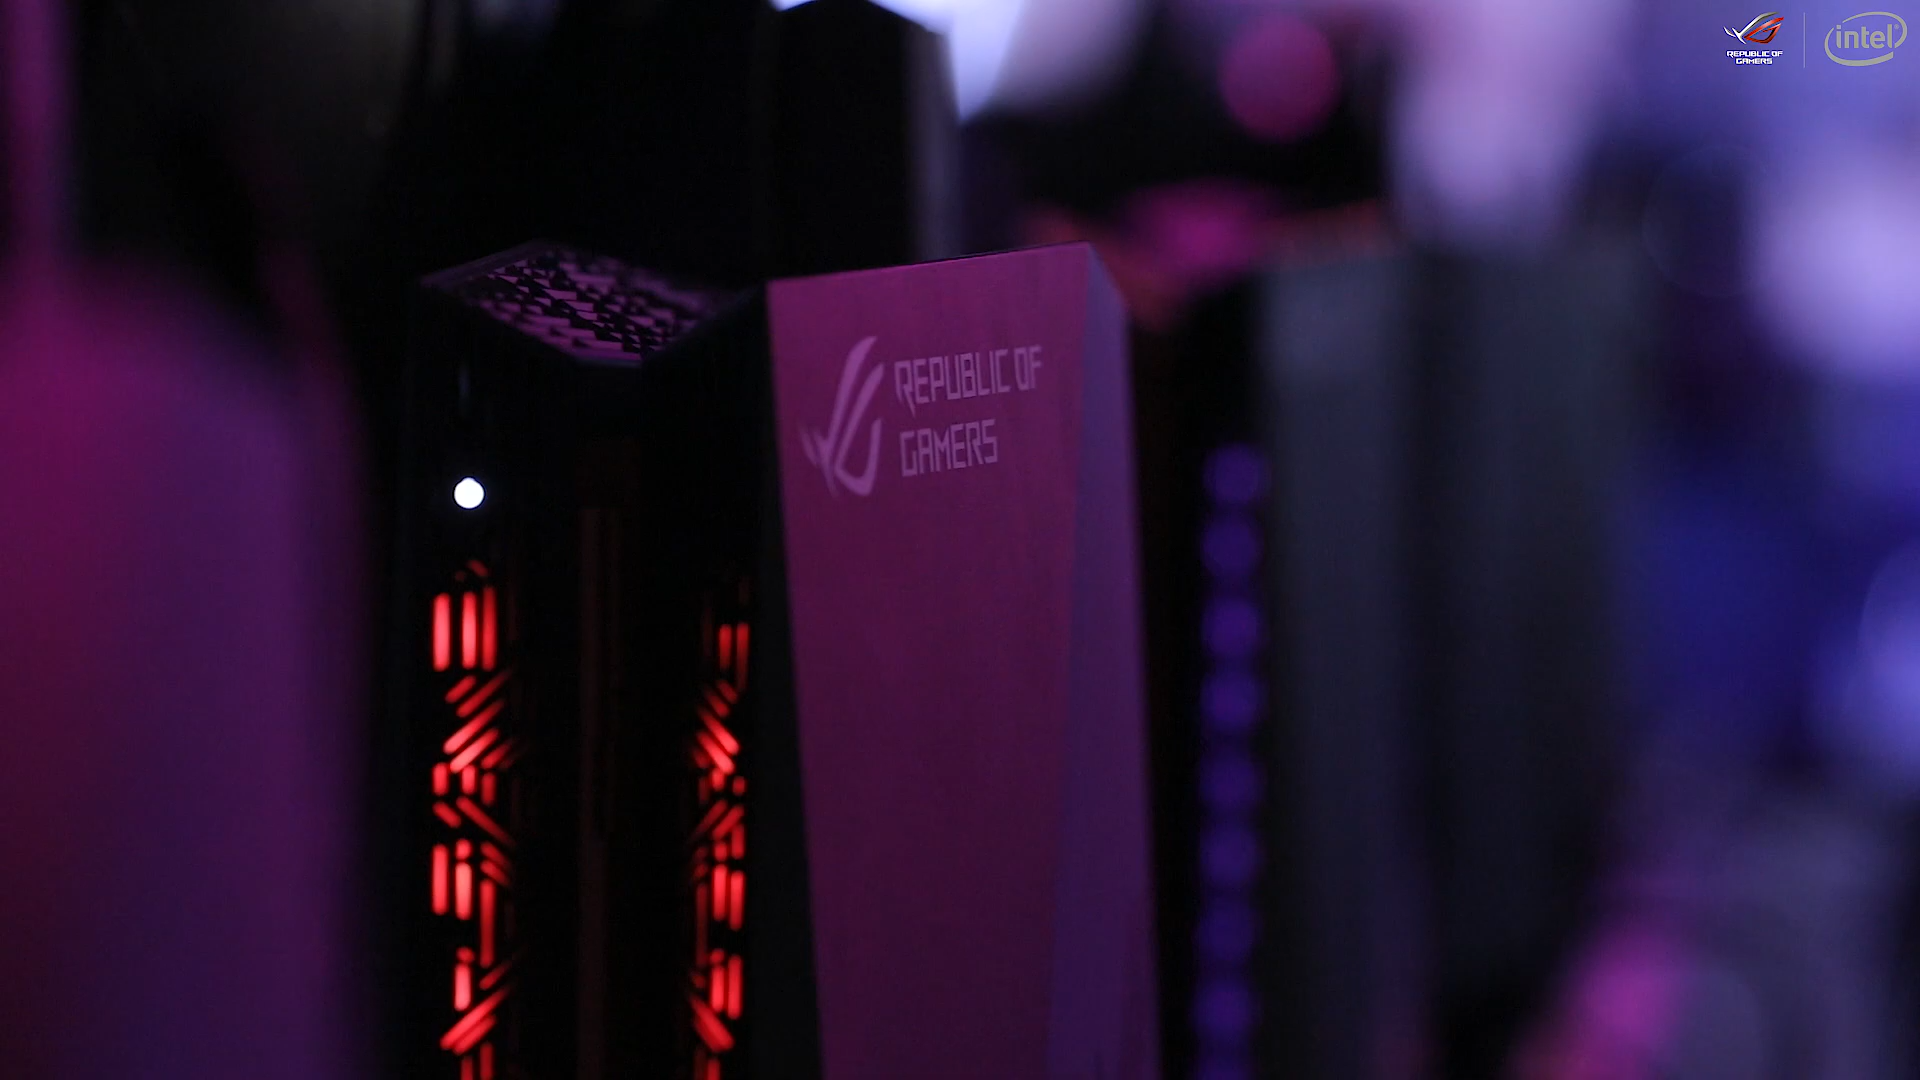 REPUBLIC OF
GAMERS
REPUBLIC OF
GAMERS
intel